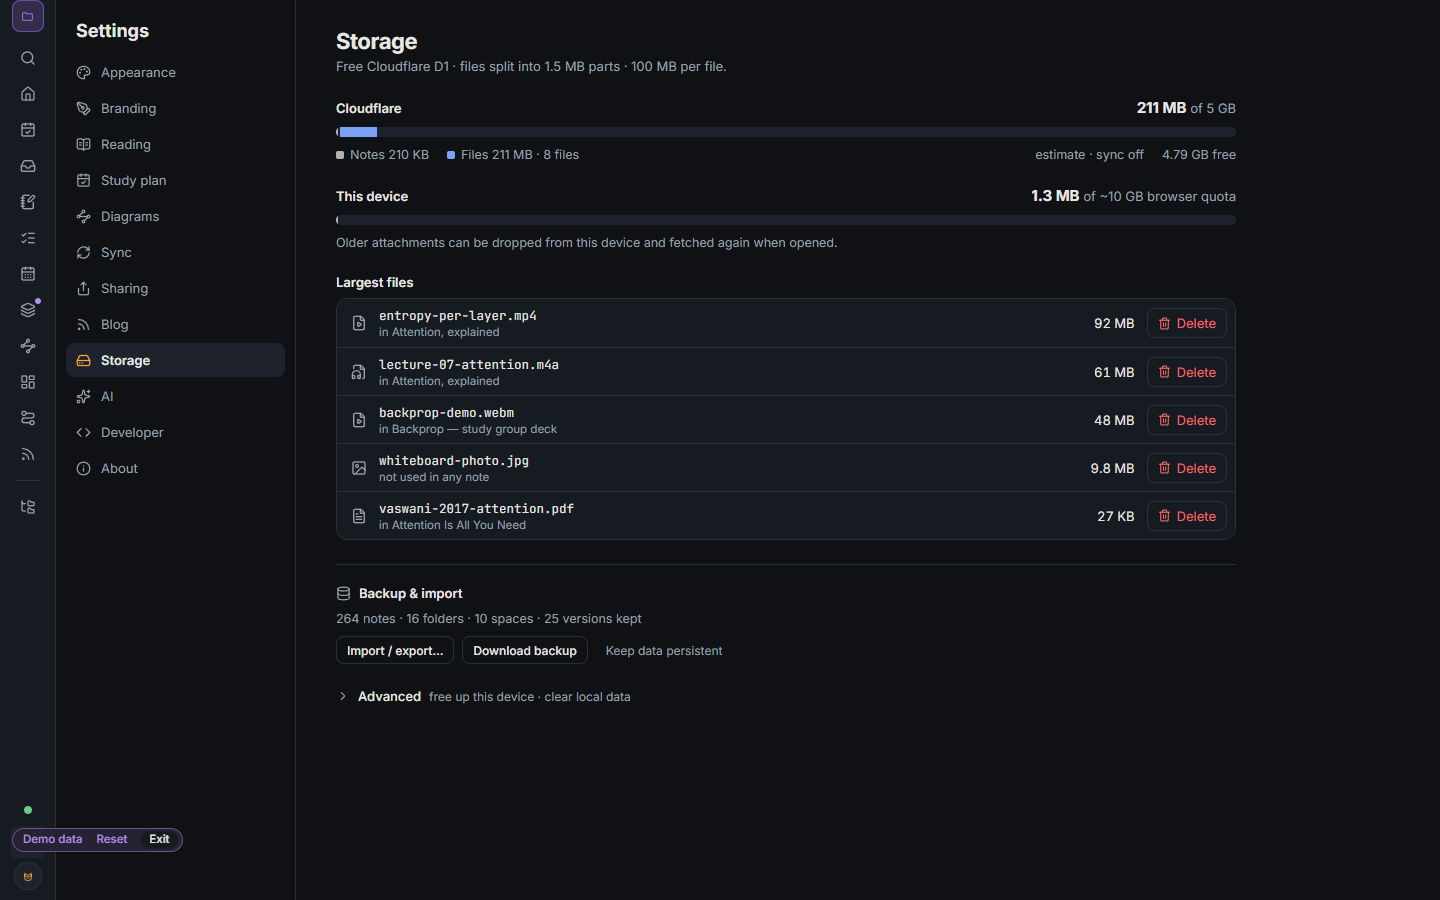 Settings
Appearance
Branding
Reading
Study plan
Diagrams
Sync
Sharing
Blog
Storage
AI
Developer
About
Demo data Reset Exit
Storage
Free Cloudflare D1 · files split into 1.5 MB parts · 100 MB per file.
Cloudflare 211 MB of 5 GB
Notes 210 KB Files 211 MB · 8 files estimate · sync off 4.79 GB free
This device 1.3 MB of ~10 GB browser quota
Older attachments can be dropped from this device and fetched again when opened.
Largest files
entropy-per-layer.mp4
in Attention, explained
92 MB Delete
lecture-07-attention.m4a
in Attention, explained
61 MB Delete
backprop-demo.webm
in Backprop — study group deck
48 MB Delete
whiteboard-photo.jpg
not used in any note
9.8 MB Delete
vaswani-2017-attention.pdf
in Attention Is All You Need
27 KB Delete
Backup & import
264 notes · 16 folders · 10 spaces · 25 versions kept
Import / export... Download backup Keep data persistent
Advanced free up this device · clear local data